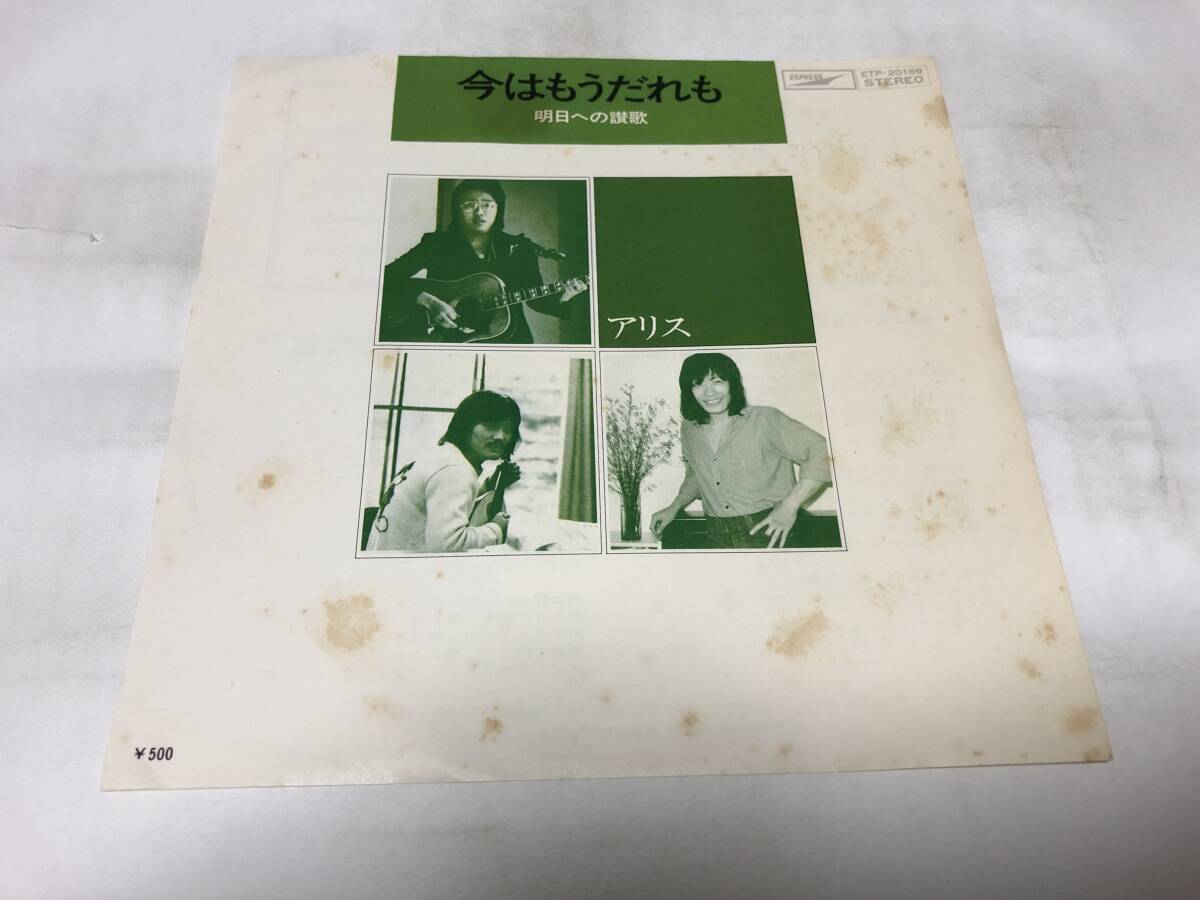 今はもうだれも
明日への讃歌
EXPRESS
ETP-20169
STEREO
アリス
￥500